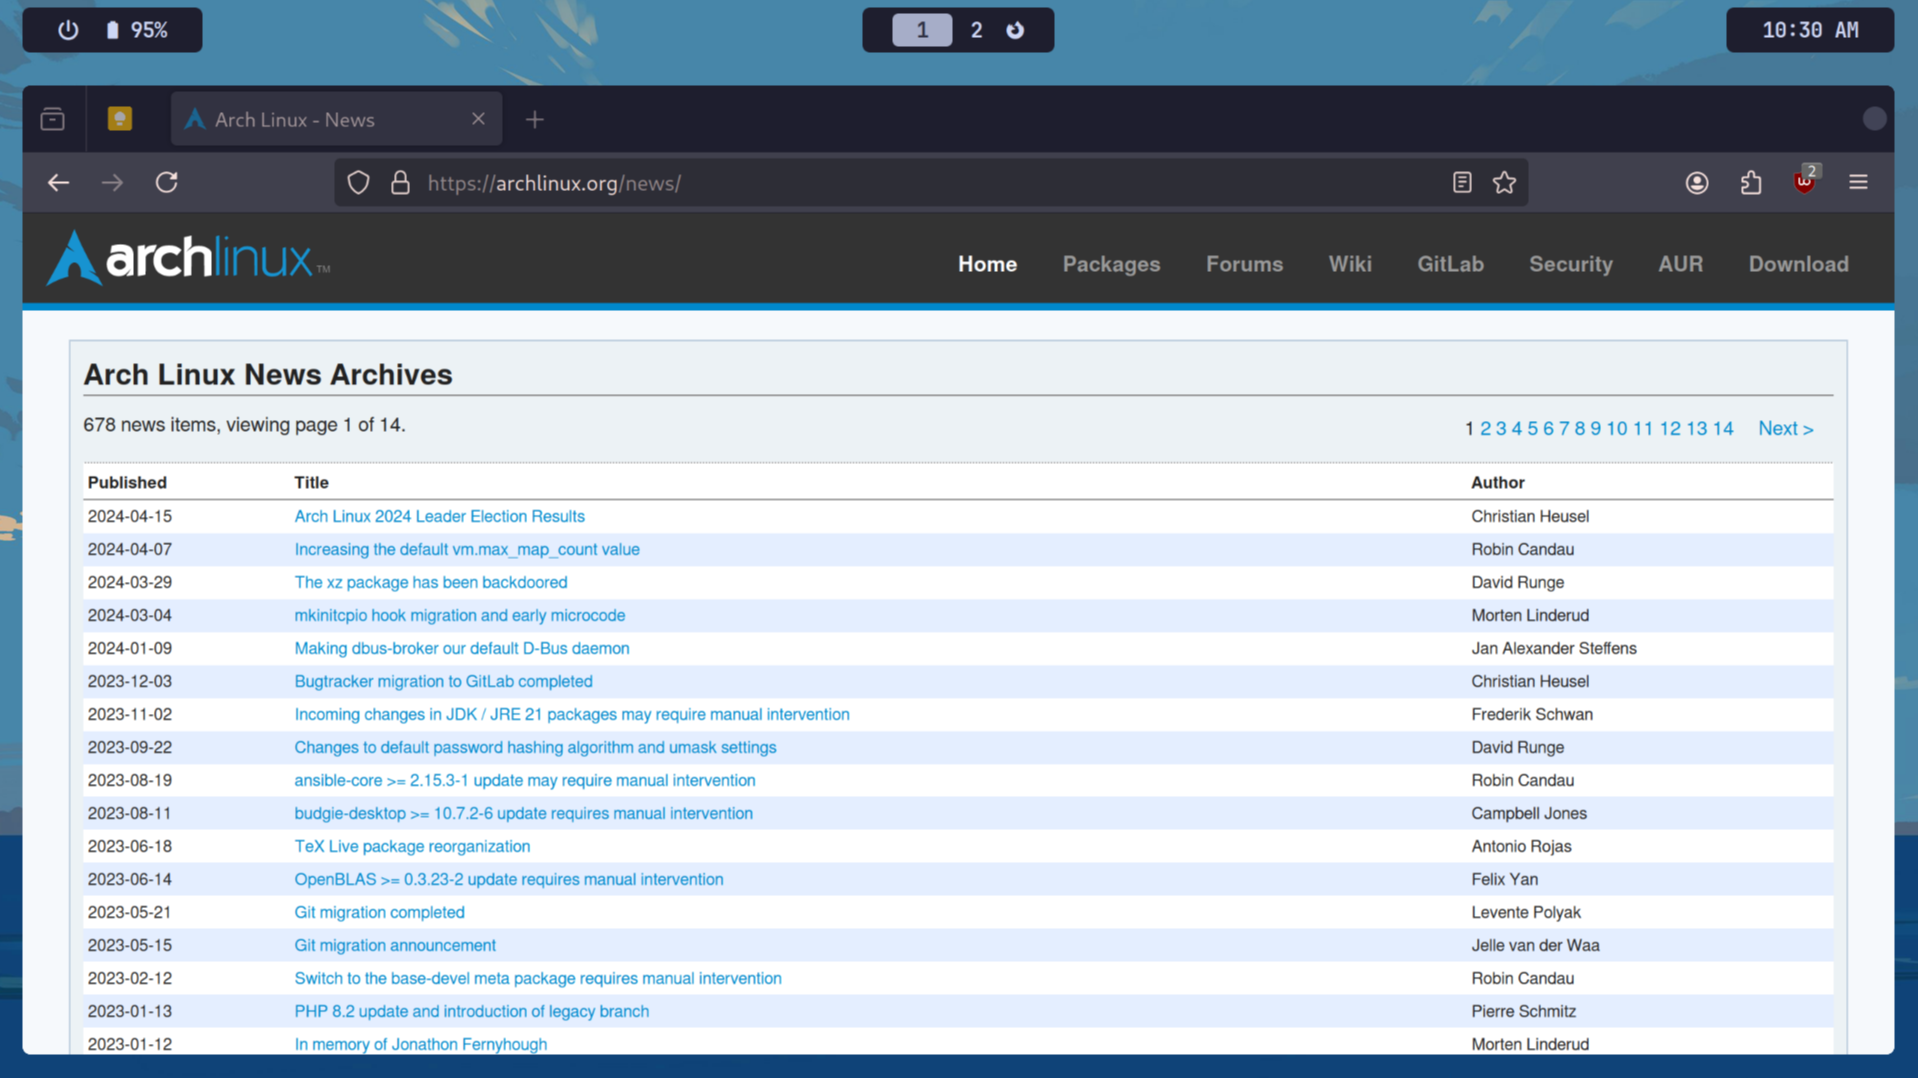 95%
1 2
10:30 AM
Arch Linux - News
https://archlinux.org/news/
2
archlinux™
Home Packages Forums Wiki GitLab Security AUR Download
Arch Linux News Archives
678 news items, viewing page 1 of 14.
1 2 3 4 5 6 7 8 9 10 11 12 13 14 Next >
Published Title Author
2024-04-15 Arch Linux 2024 Leader Election Results Christian Heusel
2024-04-07 Increasing the default vm.max_map_count value Robin Candau
2024-03-29 The xz package has been backdoored David Runge
2024-03-04 mkinitcpio hook migration and early microcode Morten Linderud
2024-01-09 Making dbus-broker our default D-Bus daemon Jan Alexander Steffens
2023-12-03 Bugtracker migration to GitLab completed Christian Heusel
2023-11-02 Incoming changes in JDK / JRE 21 packages may require manual intervention Frederik Schwan
2023-09-22 Changes to default password hashing algorithm and umask settings David Runge
2023-08-19 ansible-core >= 2.15.3-1 update may require manual intervention Robin Candau
2023-08-11 budgie-desktop >= 10.7.2-6 update requires manual intervention Campbell Jones
2023-06-18 TeX Live package reorganization Antonio Rojas
2023-06-14 OpenBLAS >= 0.3.23-2 update requires manual intervention Felix Yan
2023-05-21 Git migration completed Levente Polyak
2023-05-15 Git migration announcement Jelle van der Waa
2023-02-12 Switch to the base-devel meta package requires manual intervention Robin Candau
2023-01-13 PHP 8.2 update and introduction of legacy branch Pierre Schmitz
2023-01-12 In memory of Jonathon Fernyhough Morten Linderud